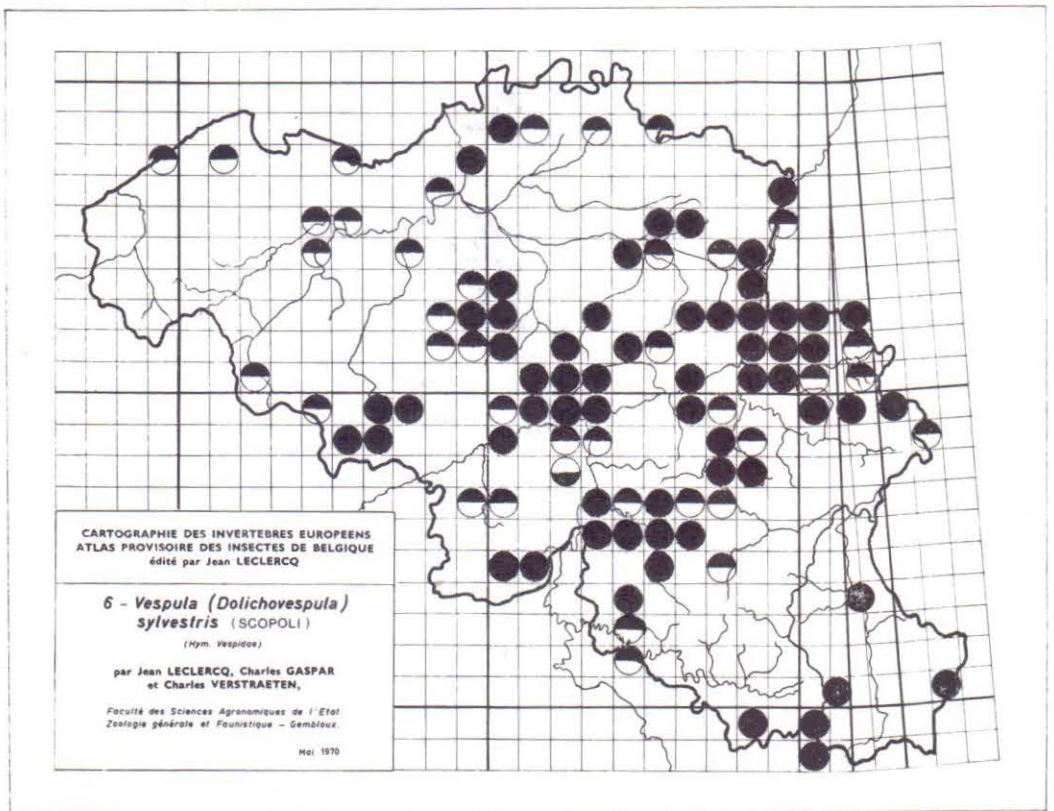 CARTOGRAPHIE DES INVERTEBRES EUROPEENS
ATLAS PROVISOIRE DES INSECTES DE BELGIQUE
édité par Jean LECLERCQ
6 - Vespula (Dolichovespula)
sylvestris (SCOPOLI)
(Hym. Vespidae)
par Jean LECLERCQ, Charles GASPAR
et Charles VERSTRAETEN,
Faculté des Sciences Agronomiques de l'Etat
Zoologie générale et Faunistique - Gembloux.
Mai 1970